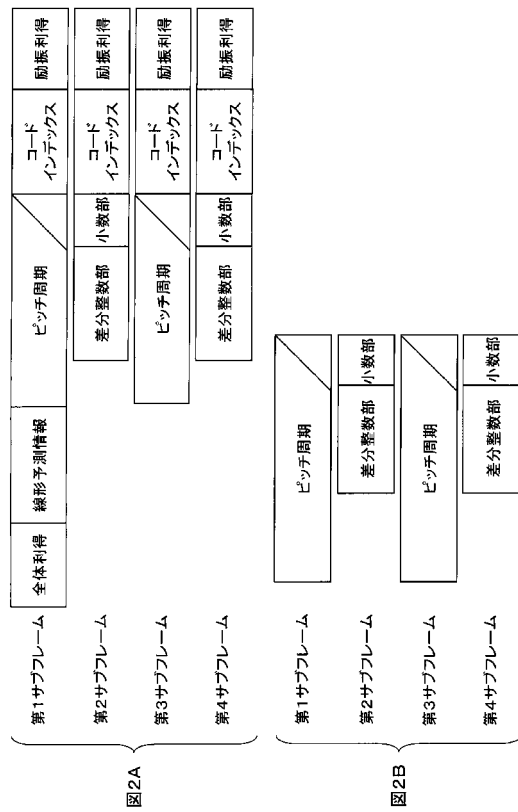 図2A
第1サブフレーム 全体利得 線形予測情報 ピッチ周期 コードインデックス 励振利得
第2サブフレーム 差分整数部 小数部 コードインデックス 励振利得
第3サブフレーム ピッチ周期 コードインデックス 励振利得
第4サブフレーム 差分整数部 小数部 コードインデックス 励振利得
図2B
第1サブフレーム ピッチ周期
第2サブフレーム 差分整数部 小数部
第3サブフレーム ピッチ周期
第4サブフレーム 差分整数部 小数部